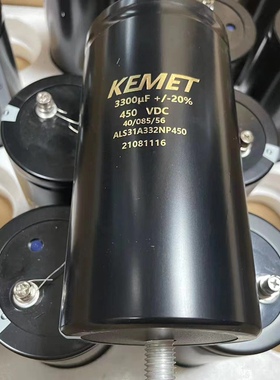 KEMET
3300µF +/-20%
450 VDC
40/085/56
ALS31A332NP450
21081116